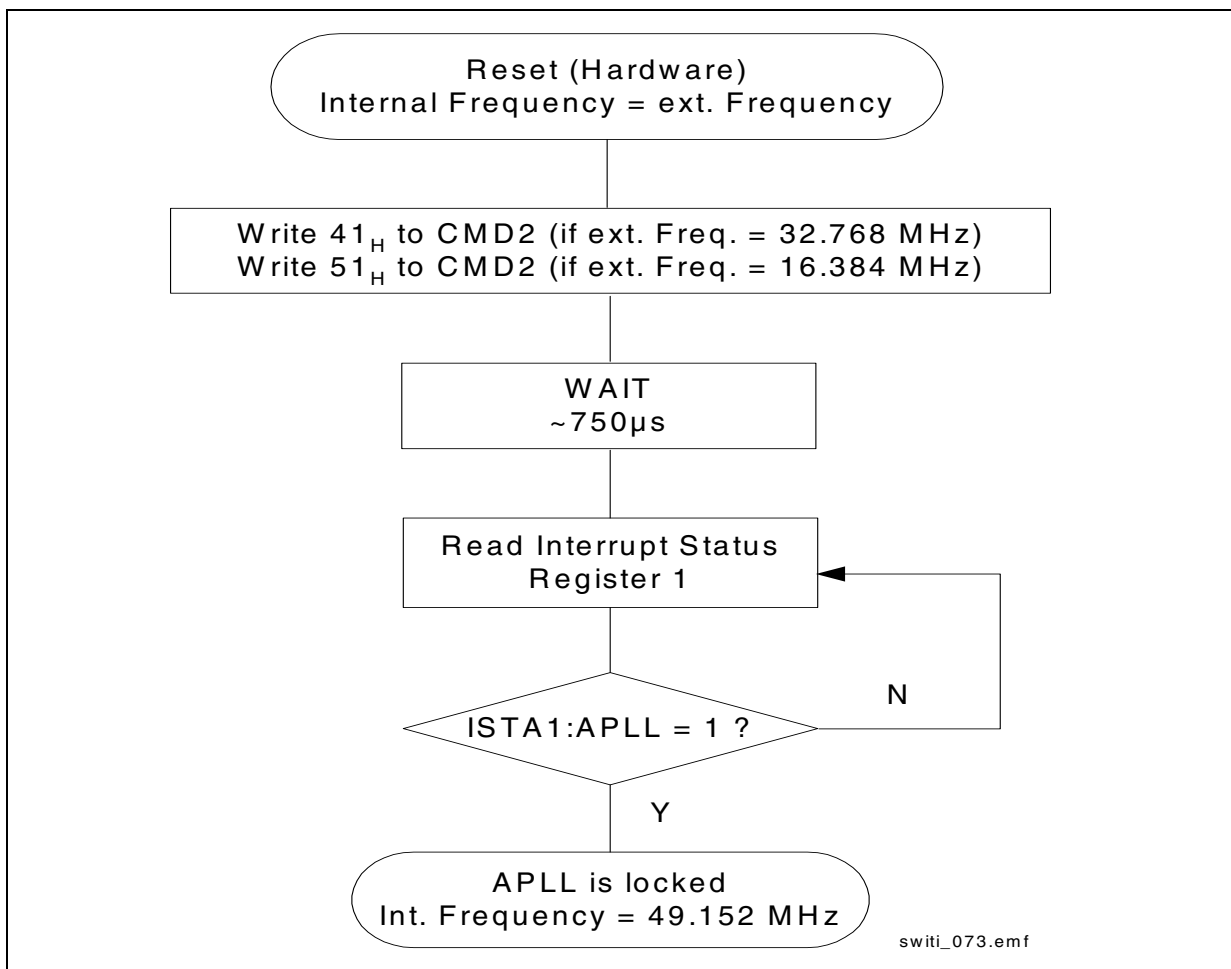 Reset (Hardware)
Internal Frequency = ext. Frequency
Write 41H to CMD2 (if ext. Freq. = 32.768 MHz)
Write 51H to CMD2 (if ext. Freq. = 16.384 MHz)
WAIT
~750µs
Read Interrupt Status
Register 1
ISTA1:APLL = 1 ?
N
Y
APLL is locked
Int. Frequency = 49.152 MHz
switi_073.emf